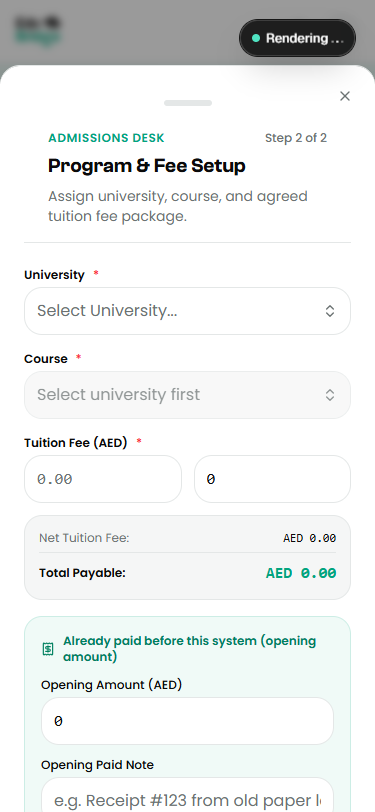 Rendering ...
ADMISSIONS DESK
Step 2 of 2
Program & Fee Setup
Assign university, course, and agreed
tuition fee package.
University *
Select University...
Course *
Select university first
Tuition Fee (AED) *
0.00
0
Net Tuition Fee:
AED 0.00
Total Payable:
AED 0.00
Already paid before this system (opening
amount)
Opening Amount (AED)
0
Opening Paid Note
e.g. Receipt #123 from old paper